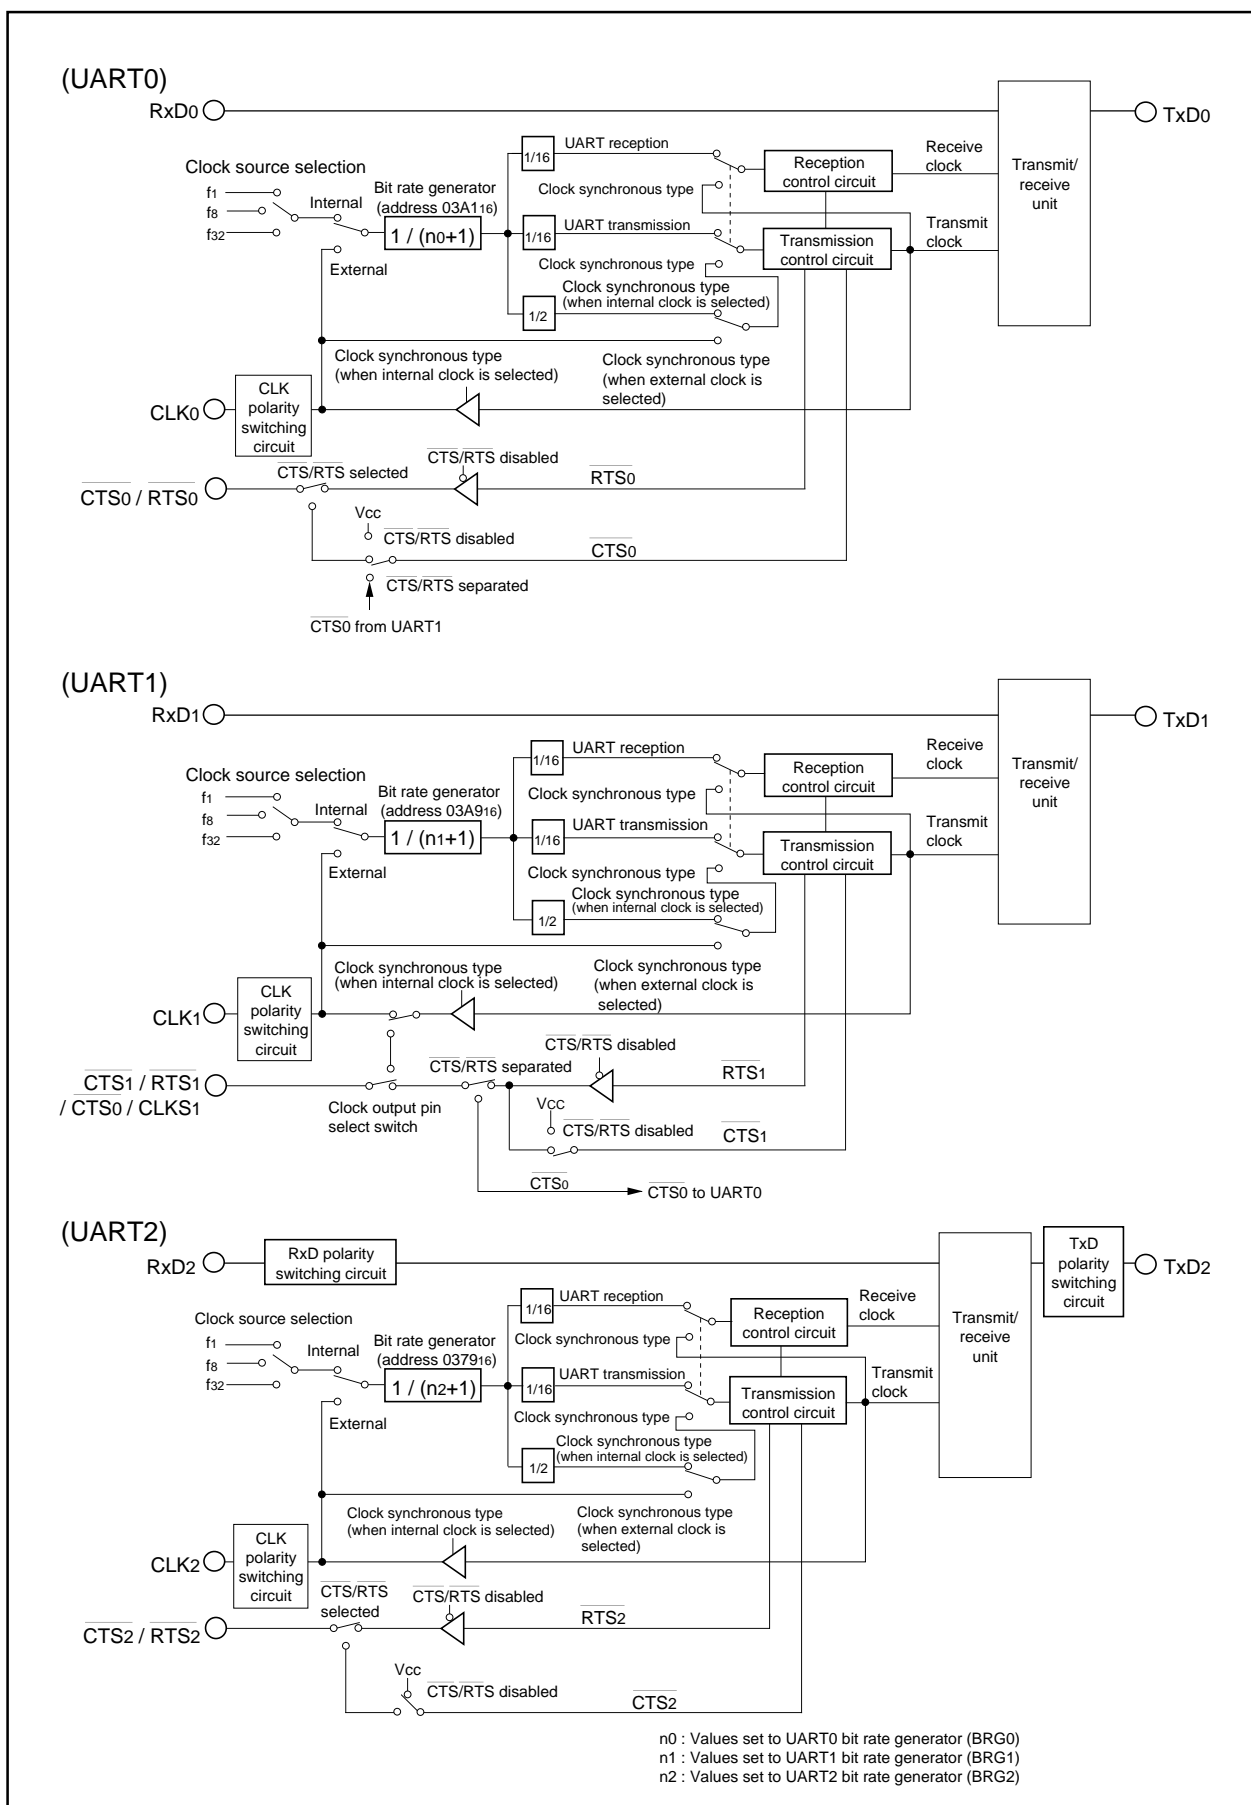 (UART0)
RxD0
TxD0
Clock source selection
f1
f8
f32
Internal
External
Bit rate generator
(address 03A116)
1 / (n0+1)
1/16
UART reception
Clock synchronous type
1/16
UART transmission
Clock synchronous type
Clock synchronous type
(when internal clock is selected)
1/2
Reception
control circuit
Transmission
control circuit
Receive
clock
Transmit
clock
Transmit/
receive
unit
Clock synchronous type
(when internal clock is selected)
Clock synchronous type
(when external clock is
selected)
CLK0
CLK
polarity
switching
circuit
CTS/RTS selected
CTS/RTS disabled
RTS0
CTS0 / RTS0
Vcc
CTS/RTS disabled
CTS0
CTS/RTS separated
CTS0 from UART1
(UART1)
RxD1
TxD1
Clock source selection
f1
f8
f32
Internal
External
Bit rate generator
(address 03A916)
1 / (n1+1)
1/16
UART reception
Clock synchronous type
1/16
UART transmission
Clock synchronous type
Clock synchronous type
(when internal clock is selected)
1/2
Reception
control circuit
Transmission
control circuit
Receive
clock
Transmit
clock
Transmit/
receive
unit
Clock synchronous type
(when internal clock is selected)
Clock synchronous type
(when external clock is
selected)
CLK1
CLK
polarity
switching
circuit
CTS/RTS disabled
CTS/RTS separated
RTS1
CTS1 / RTS1
/ CTS0 / CLKS1
Clock output pin
select switch
VCC
CTS/RTS disabled
CTS1
CTS0
CTS0 to UART0
(UART2)
RxD2
RxD polarity
switching circuit
TxD
polarity
switching
circuit
TxD2
Clock source selection
f1
f8
f32
Internal
External
Bit rate generator
(address 037916)
1 / (n2+1)
1/16
UART reception
Clock synchronous type
1/16
UART transmission
Clock synchronous type
Clock synchronous type
(when internal clock is selected)
1/2
Reception
control circuit
Transmission
control circuit
Receive
clock
Transmit
clock
Transmit/
receive
unit
Clock synchronous type
(when internal clock is selected)
Clock synchronous type
(when external clock is
selected)
CLK2
CLK
polarity
switching
circuit
CTS/RTS
selected
CTS/RTS disabled
RTS2
CTS2 / RTS2
Vcc
CTS/RTS disabled
CTS2
n0 : Values set to UART0 bit rate generator (BRG0)
n1 : Values set to UART1 bit rate generator (BRG1)
n2 : Values set to UART2 bit rate generator (BRG2)